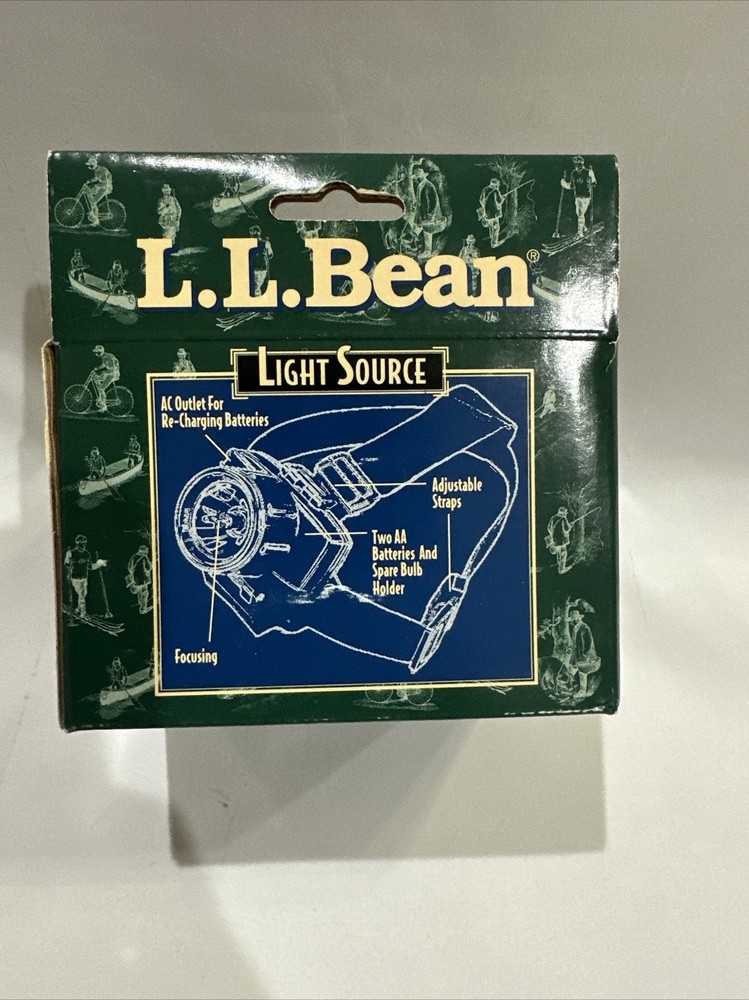 L.L.Bean®
LIGHT SOURCE
AC Outlet For
Re-Charging Batteries
Adjustable
Straps
Two AA
Batteries And
Spare Bulb
Holder
Focusing